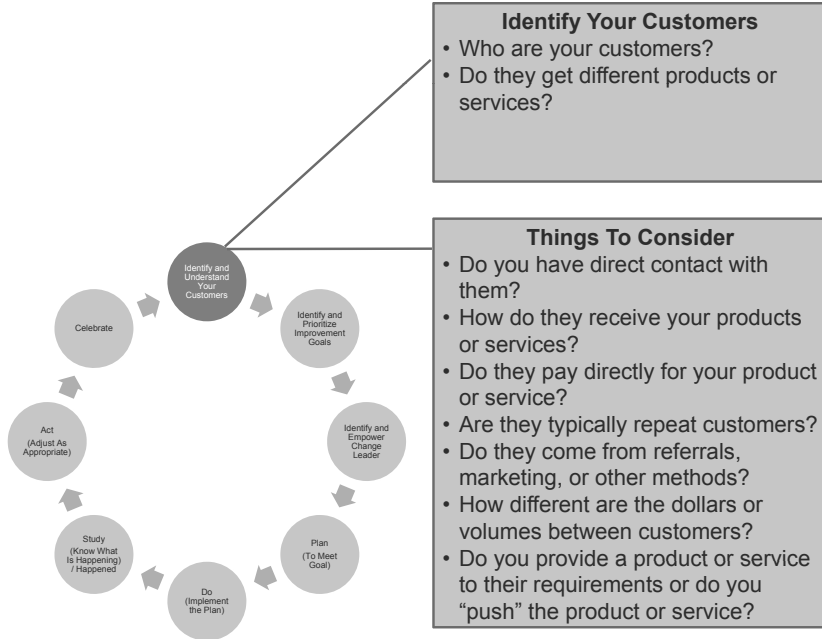 Identify Your Customers
• Who are your customers?
• Do they get different products or
services?
Things To Consider
• Do you have direct contact with
them?
• How do they receive your products
or services?
• Do they pay directly for your product
or service?
• Are they typically repeat customers?
• Do they come from referrals,
marketing, or other methods?
• How different are the dollars or
volumes between customers?
• Do you provide a product or service
to their requirements or do you
“push” the product or service?
Identify and
Understand
Your
Customers
Identify and
Prioritize
Improvement
Goals
Identify and
Empower
Change
Leader
Plan
(To Meet
Goal)
Do
(Implement
the Plan)
Study
(Know What
Is Happening)
/ Happened
Act
(Adjust As
Appropriate)
Celebrate